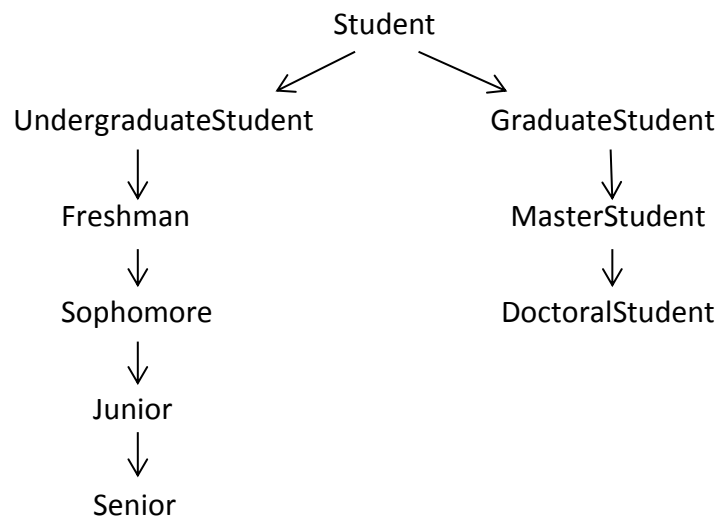 Student
UndergraduateStudent GraduateStudent
Freshman MasterStudent
Sophomore DoctoralStudent
Junior
Senior